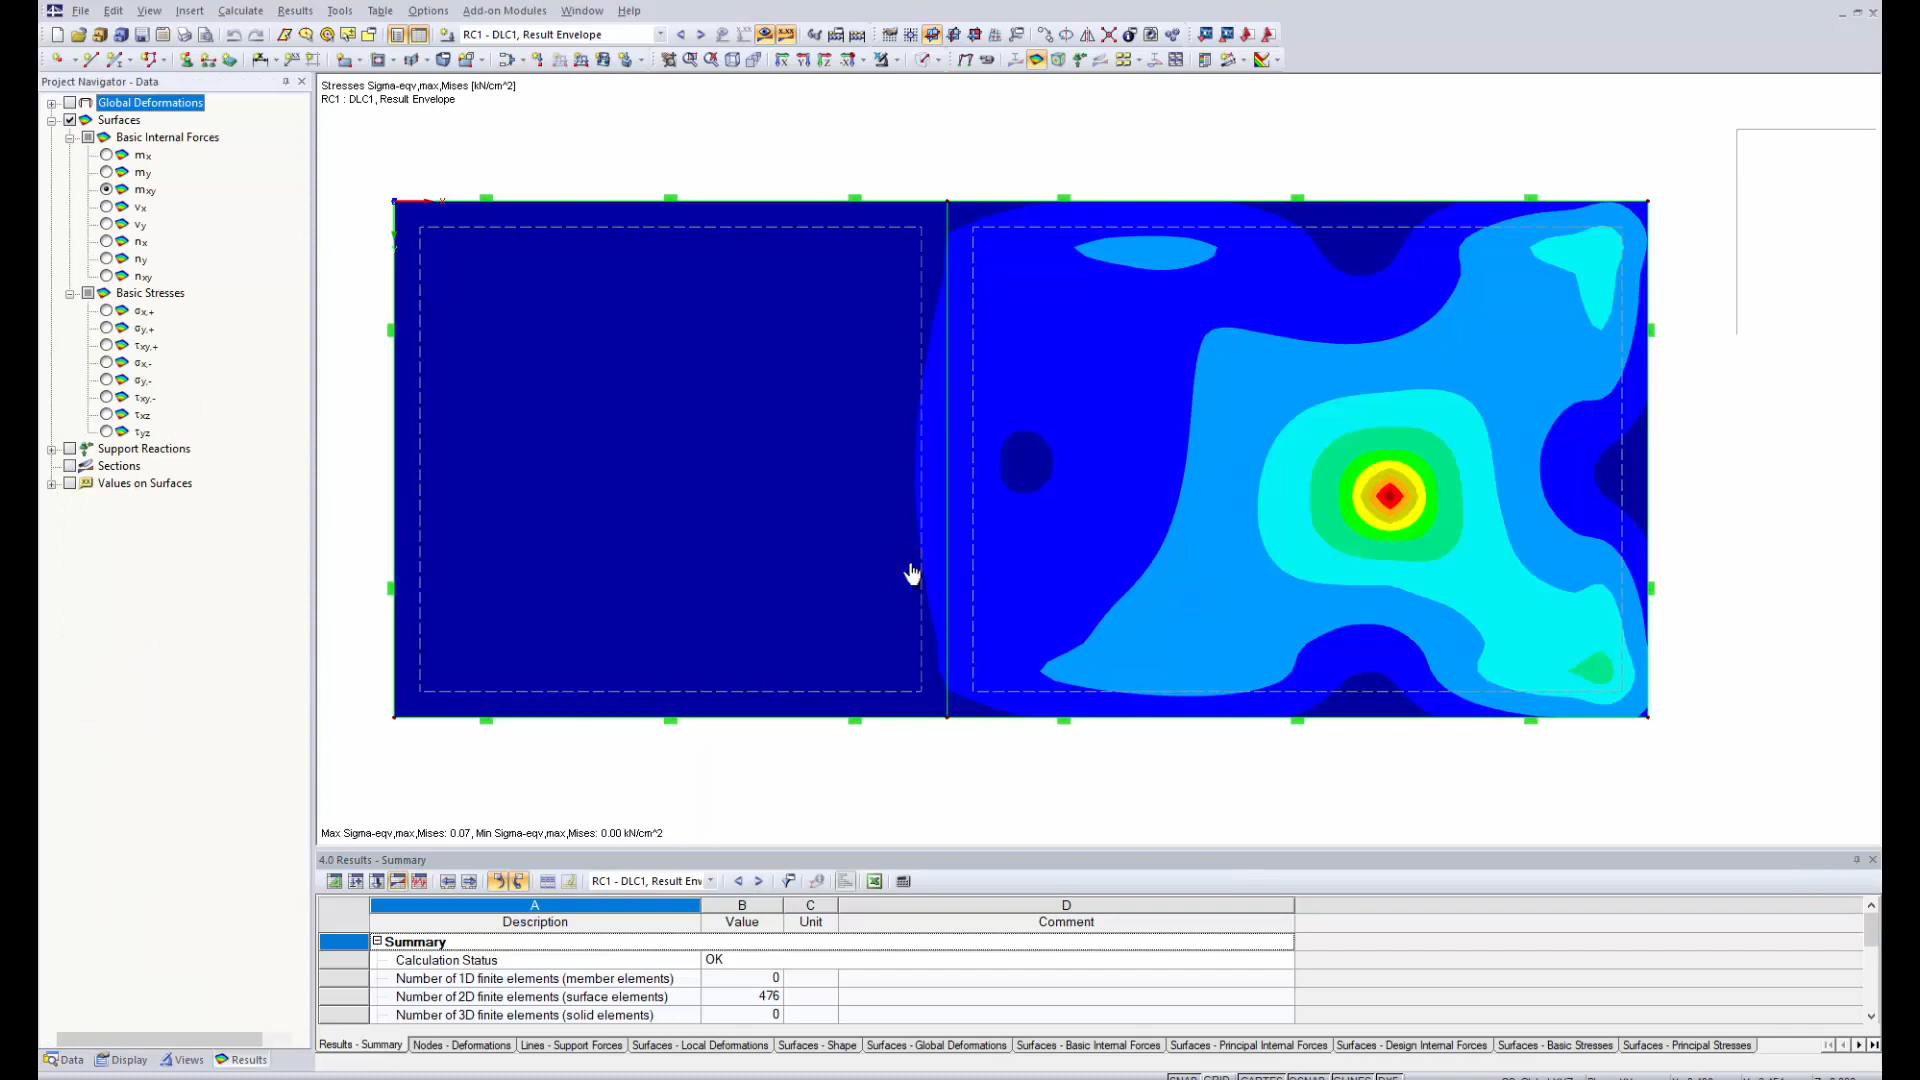 File Edit View Insert Calculate Results Tools Table Options Add-on Modules Window Help
RC1 - DLC1, Result Envelope
Project Navigator - Data
Global Deformations
Surfaces
Basic Internal Forces
mx
my
mxy
vx
vy
nx
ny
nxy
Basic Stresses
σx,+
σy,+
τxy,+
σx,-
σy,-
τxy,-
τxz
τyz
Support Reactions
Sections
Values on Surfaces
Data Display Views Results
Stresses Sigma-eqv,max,Mises [kN/cm^2]
RC1 : DLC1, Result Envelope
Max Sigma-eqv,max,Mises: 0.07, Min Sigma-eqv,max,Mises: 0.00 kN/cm^2
4.0 Results - Summary
RC1 - DLC1, Result Env
A B C D
Description Value Unit Comment
Summary
Calculation Status OK
Number of 1D finite elements (member elements) 0
Number of 2D finite elements (surface elements) 476
Number of 3D finite elements (solid elements) 0
Results - Summary Nodes - Deformations Lines - Support Forces Surfaces - Local Deformations Surfaces - Shape Surfaces - Global Deformations Surfaces - Basic Internal Forces Surfaces - Principal Internal Forces Surfaces - Design Internal Forces Surfaces - Basic Stresses Surfaces - Principal Stresses